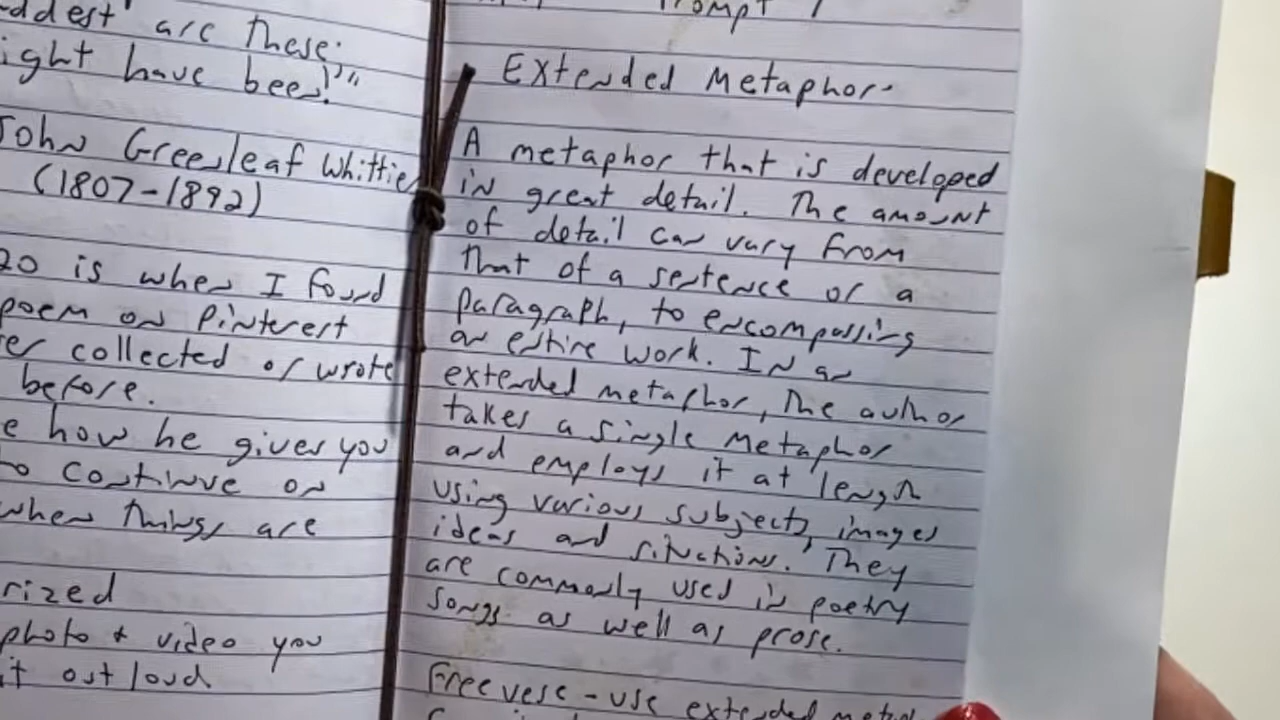 addest are these;
ight have been!""
John Greenleaf Whittie
(1807-1892)
20 is when I found
poem on Pinterest
er collected or wrote
before.
e how he gives you
to continue on
when things are
rized
photo + video you
it out loud
Prompt
Extended Metaphor
A metaphor that is developed
in great detail. The amount
of detail can vary from
that of a sentence or a
paragraph, to encompassing
an entire work. In an
extended metaphor, the author
takes a single metaphor
and employs it at length
using various subjects, images
ideas and situations. They
are commonly used in poetry
songs as well as prose.
Free vese - use extended